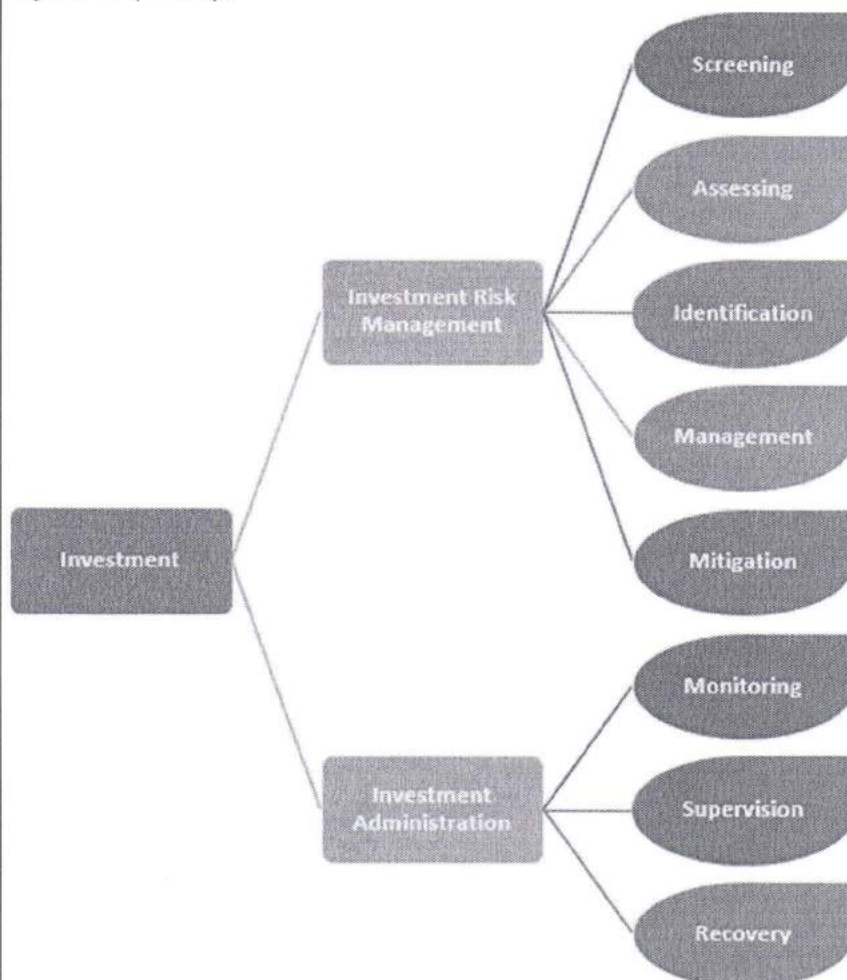 Screening
Assessing
Investment Risk
Management
Identification
Management
Investment
Mitigation
Monitoring
Investment
Administration
Supervision
Recovery